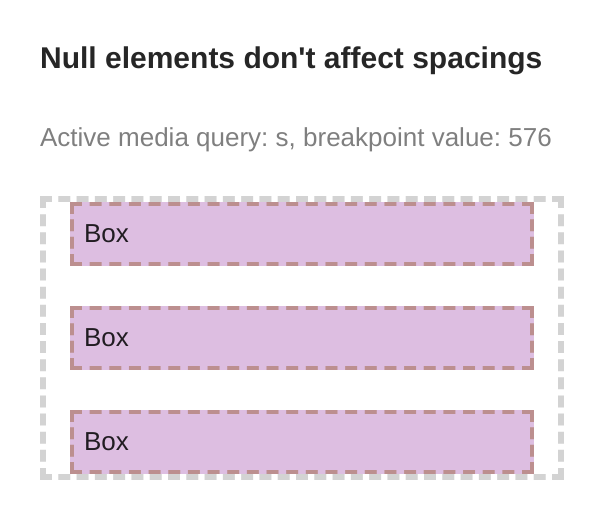 Null elements don't affect spacings
Active media query: s, breakpoint value: 576
Box
Box
Box